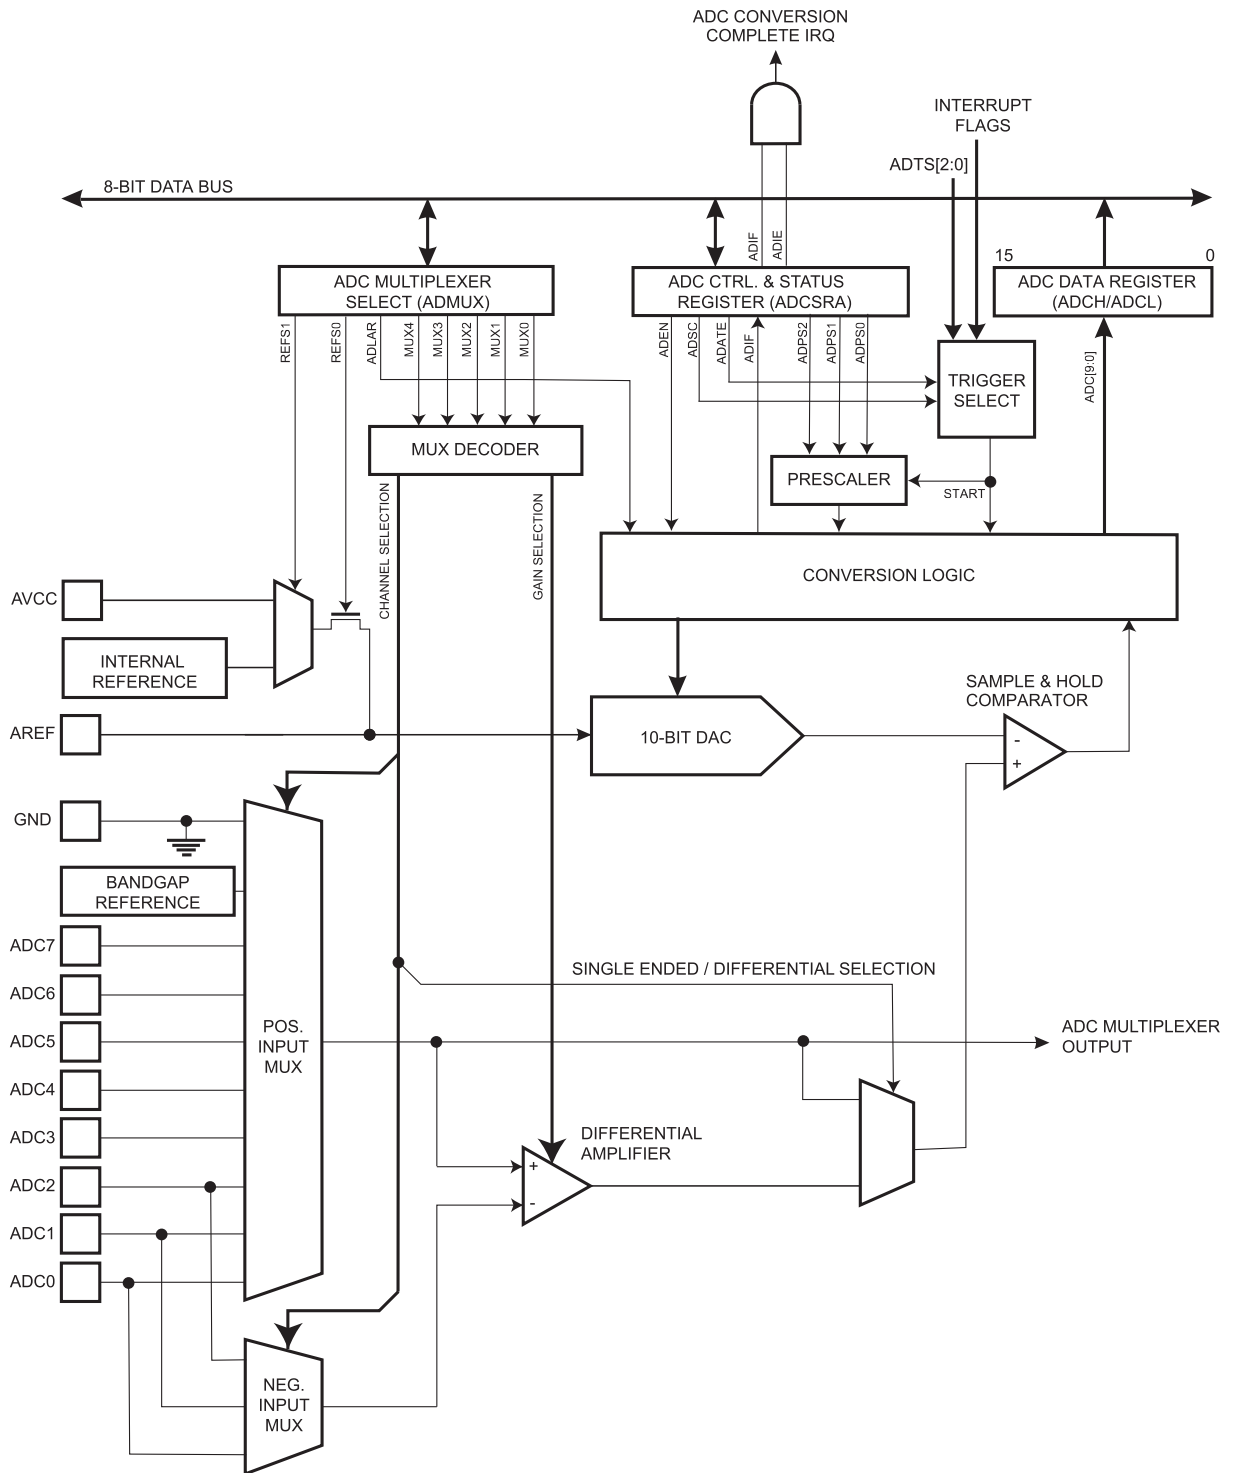 ADC CONVERSION
COMPLETE IRQ
INTERRUPT
FLAGS
ADTS[2:0]
8-BIT DATA BUS
ADIF
ADIE
15
0
ADC MULTIPLEXER
SELECT (ADMUX)
ADC CTRL. & STATUS
REGISTER (ADCSRA)
ADC DATA REGISTER
(ADCH/ADCL)
REFS1
REFS0
ADLAR
MUX4
MUX3
MUX2
MUX1
MUX0
ADEN
ADSC
ADATE
ADIF
ADPS2
ADPS1
ADPS0
ADC[9:0]
TRIGGER
SELECT
MUX DECODER
PRESCALER
START
CHANNEL SELECTION
GAIN SELECTION
CONVERSION LOGIC
AVCC
INTERNAL
REFERENCE
SAMPLE & HOLD
COMPARATOR
AREF
10-BIT DAC
-
+
GND
BANDGAP
REFERENCE
ADC7
SINGLE ENDED / DIFFERENTIAL SELECTION
ADC6
ADC5
POS.
INPUT
MUX
ADC MULTIPLEXER
OUTPUT
ADC4
ADC3
DIFFERENTIAL
AMPLIFIER
+
-
ADC2
ADC1
ADC0
NEG.
INPUT
MUX